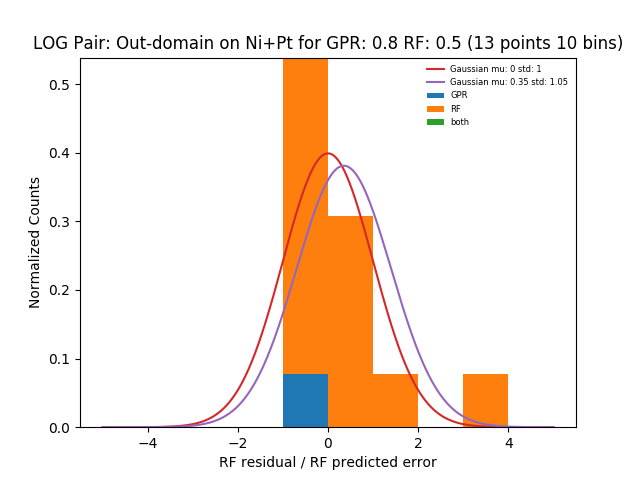 LOG Pair: Out-domain on Ni+Pt for GPR: 0.8 RF: 0.5 (13 points 10 bins)
Gaussian mu: 0 std: 1
Gaussian mu: 0.35 std: 1.05
GPR
RF
both
Normalized Counts
0.5
0.4
0.3
0.2
0.1
0.0
−4 −2 0 2 4
RF residual / RF predicted error